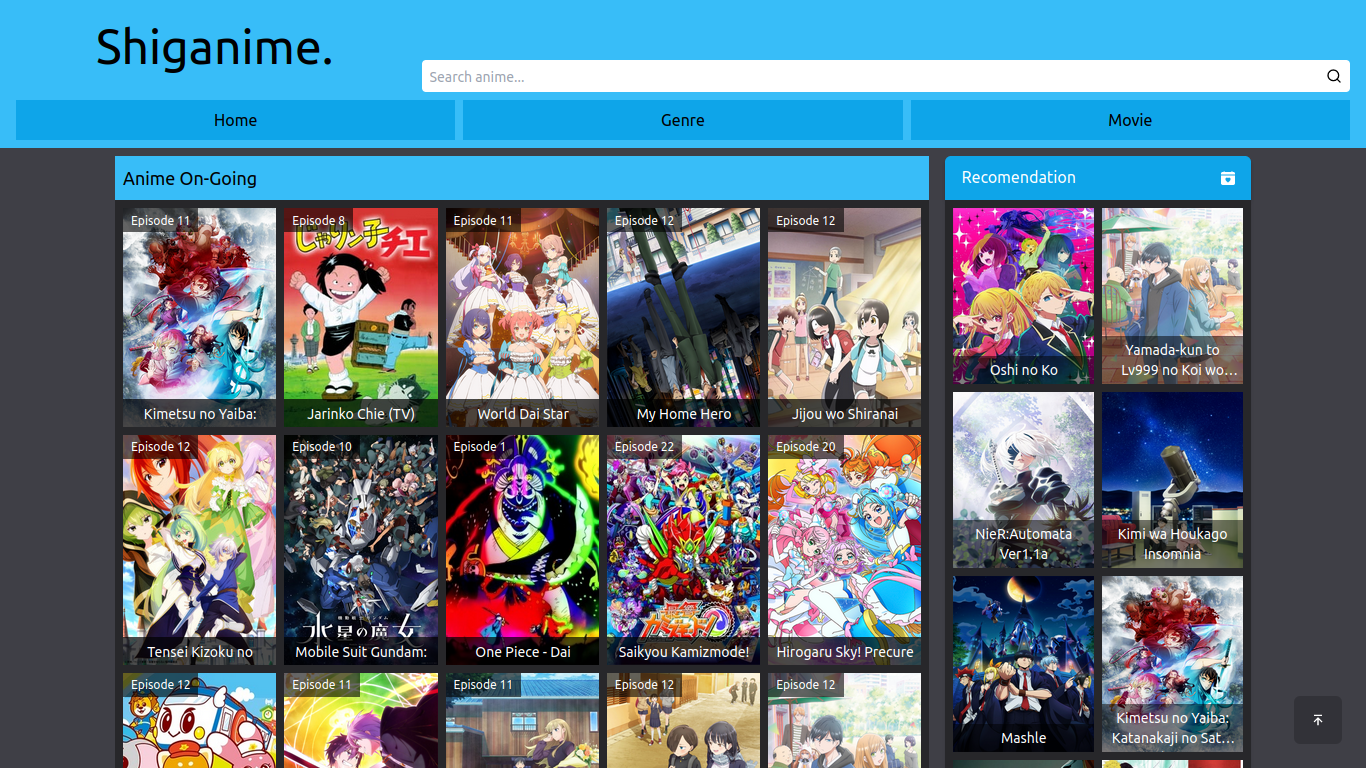 Shiganime.
Search anime...
Home
Genre
Movie
Anime On-Going
Recomendation
Episode 11
Episode 8
Episode 11
Episode 12
Episode 12
じゃりン子
チエ
Kimetsu no Yaiba:
Jarinko Chie (TV)
World Dai Star
My Home Hero
Jijou wo Shiranai
Episode 12
Episode 10
Episode 1
Episode 22
Episode 20
水星の魔女
Tensei Kizoku no
Mobile Suit Gundam:
One Piece - Dai
Saikyou Kamizmode!
Hirogaru Sky! Precure
Episode 12
Episode 11
Episode 11
Episode 12
Episode 12
Oshi no Ko
Yamada-kun to
Lv999 no Koi wo...
NieR:Automata
Ver1.1a
Kimi wa Houkago
Insomnia
Mashle
Kimetsu no Yaiba:
Katanakaji no Sat...